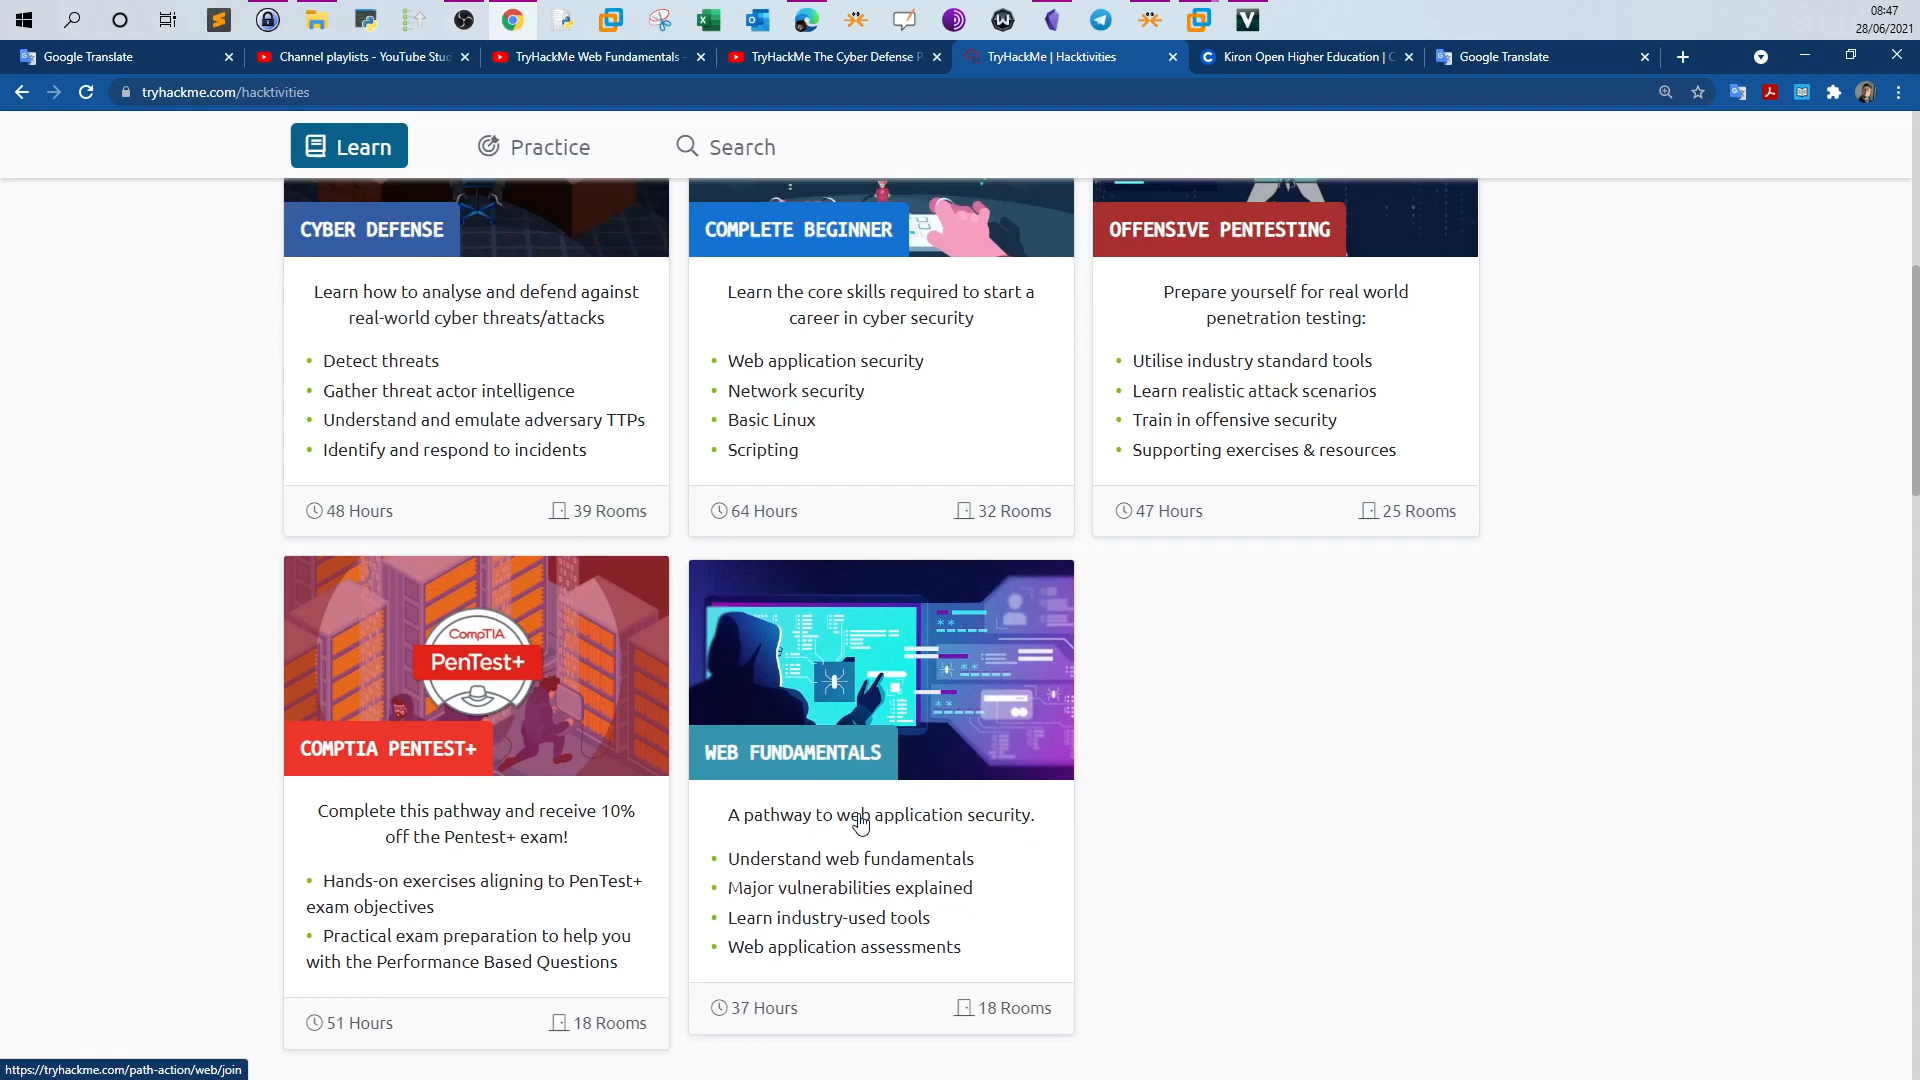 08:47
28/06/2021
Google Translate
Channel playlists - YouTube Stud
TryHackMe Web Fundamentals -
TryHackMe The Cyber Defense P
TryHackMe | Hacktivities
Kiron Open Higher Education | C
Google Translate
tryhackme.com/hacktivities
Learn
Practice
Search
CYBER DEFENSE
COMPLETE BEGINNER
OFFENSIVE PENTESTING
Learn how to analyse and defend against
real-world cyber threats/attacks
Detect threats
Gather threat actor intelligence
Understand and emulate adversary TTPs
Identify and respond to incidents
48 Hours
39 Rooms
Learn the core skills required to start a
career in cyber security
Web application security
Network security
Basic Linux
Scripting
64 Hours
32 Rooms
Prepare yourself for real world
penetration testing:
Utilise industry standard tools
Learn realistic attack scenarios
Train in offensive security
Supporting exercises & resources
47 Hours
25 Rooms
CompTIA
PenTest+
COMPTIA PENTEST+
Complete this pathway and receive 10%
off the Pentest+ exam!
Hands-on exercises aligning to PenTest+
exam objectives
Practical exam preparation to help you
with the Performance Based Questions
51 Hours
18 Rooms
WEB FUNDAMENTALS
A pathway to web application security.
Understand web fundamentals
Major vulnerabilities explained
Learn industry-used tools
Web application assessments
37 Hours
18 Rooms
https://tryhackme.com/path-action/web/join